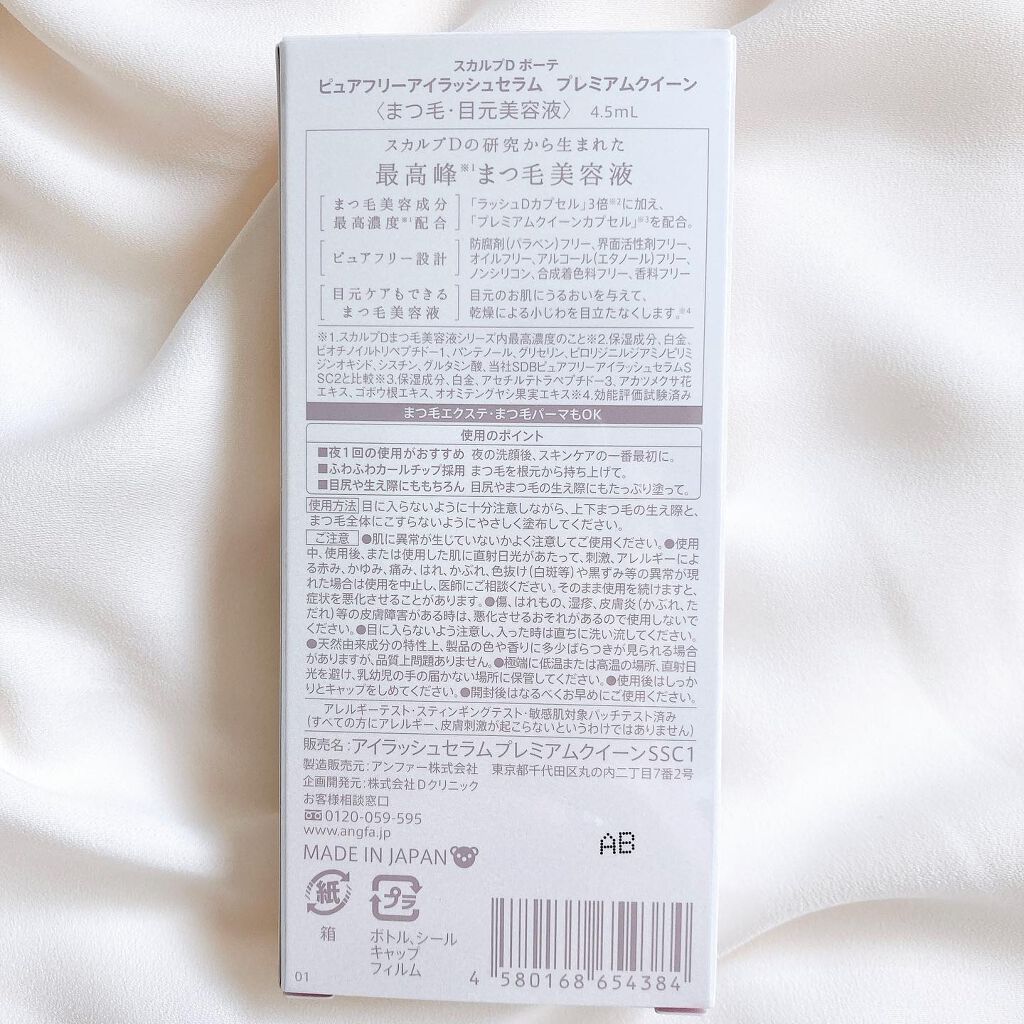 スカルプD ボーテ
ピュアフリーアイラッシュセラム プレミアムクイーン
〈まつ毛・目元美容液〉 4.5mL
スカルプDの研究から生まれた
最高峰※1まつ毛美容液
まつ毛美容成分
最高濃度※1配合
「ラッシュDカプセル」3倍※2に加え、
「プレミアムクイーンカプセル」※3を配合。
ピュアフリー設計
防腐剤(パラベン)フリー、界面活性剤フリー、
オイルフリー、アルコール(エタノール)フリー、
ノンシリコン、合成着色料フリー、香料フリー
目元ケアもできる
まつ毛美容液
目元のお肌にうるおいを与えて、
乾燥による小じわを目立たなくします。※4
※1.スカルプDまつ毛美容液シリーズ内最高濃度のこと※2.保湿成分、白金、
ビオチノイルトリペプチド-1、パンテノール、グリセリン、ピロリジニルジアミノピリミ
ジンオキシド、シスチン、グルタミン酸、当社SDBピュアフリーアイラッシュセラムS
SC2と比較※3.保湿成分、白金、アセチルテトラペプチド-3、アカツメクサ花
エキス、ゴボウ根エキス、オオミテングヤシ果実エキス※4.効能評価試験済み
まつ毛エクステ・まつ毛パーマもOK
使用のポイント
■夜1回の使用がおすすめ 夜の洗顔後、スキンケアの一番最初に。
■ふわふわカールチップ採用 まつ毛を根元から持ち上げて。
■目尻や生え際にももちろん 目尻やまつ毛の生え際にもたっぷり塗って。
使用方法 目に入らないように十分注意しながら、上下まつ毛の生え際と、
まつ毛全体にこすらないようにやさしく塗布してください。
ご注意 ●肌に異常が生じていないかよく注意してご使用ください。●使用
中、使用後、または使用した肌に直射日光があたって、刺激、アレルギーによ
る赤み、かゆみ、痛み、はれ、かぶれ、色抜け(白斑等)や黒ずみ等の異常が現
れた場合は使用を中止し、医師にご相談ください。そのまま使用を続けますと、
症状を悪化させることがあります。●傷、はれもの、湿疹、皮膚炎(かぶれ、た
だれ)等の皮膚障害がある時は、悪化させるおそれがあるので使用しないで
ください。●目に入らないよう注意し、入った時は直ちに洗い流してください。
●天然由来成分の特性上、製品の色や香りに多少ばらつきが見られる場合
がありますが、品質上問題ありません。●極端に低温または高温の場所、直射日
光を避け、乳幼児の手の届かない場所に保管してください。●使用後はしっか
りとキャップをしめてください。●開封後はなるべくお早めにご使用ください。
アレルギーテスト・スティンギングテスト・敏感肌対象パッチテスト済み
(すべての方にアレルギー、皮膚刺激が起こらないというわけではありません)
販売名:アイラッシュセラム プレミアムクイーンSSC1
製造販売元:アンファー株式会社 東京都千代田区丸の内二丁目7番2号
企画開発元:株式会社Dクリニック
お客様相談窓口
0120-059-595
www.angfa.jp
AB
MADE IN JAPAN
紙
箱
プラ
ボトル、シール
キャップ
フィルム
01
4 580168 654384